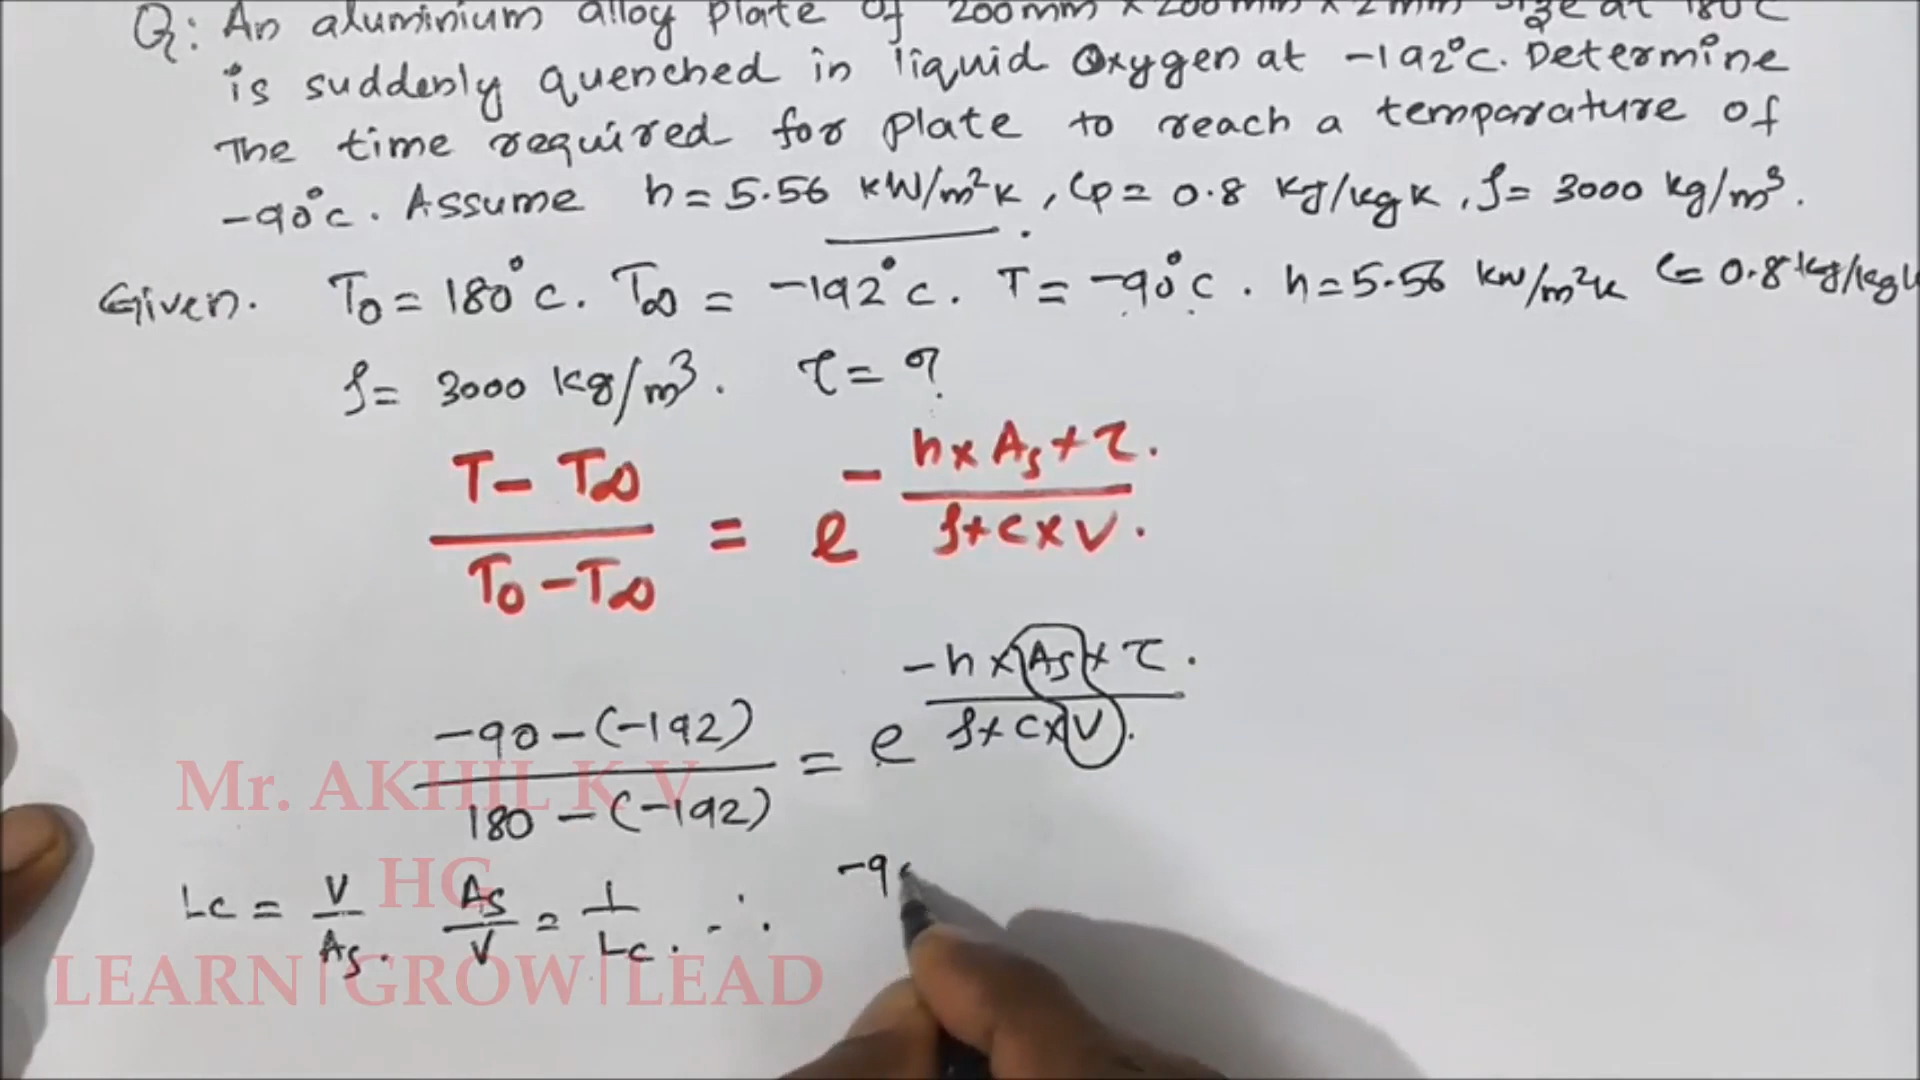 Q: An aluminium alloy plate of 200mm × 200mm × 2mm size at 180°C
is suddenly quenched in liquid Oxygen at -192°C. Determine
The time required for plate to reach a temparature of
-90°C. Assume h = 5.56 kW/m²K, Cp = 0.8 KJ/kgK, ρ = 3000 kg/m³.
Given. T₀ = 180°C. T∞ = -192°C. T = -90°C. h = 5.56 kW/m²K C = 0.8 kJ/kgK
ρ = 3000 kg/m³. τ = ?
T - T∞ / T₀ - T∞ = e^ - h × As × τ. / ρ × C × V.
-90 - (-192) / 180 - (-192) = e^ -h × As × τ. / ρ × C × V.
Lc = V / As. As / V = 1 / Lc. ∴ -9
Mr. AKHIL K V
HG
LEARN|GROW|LEAD